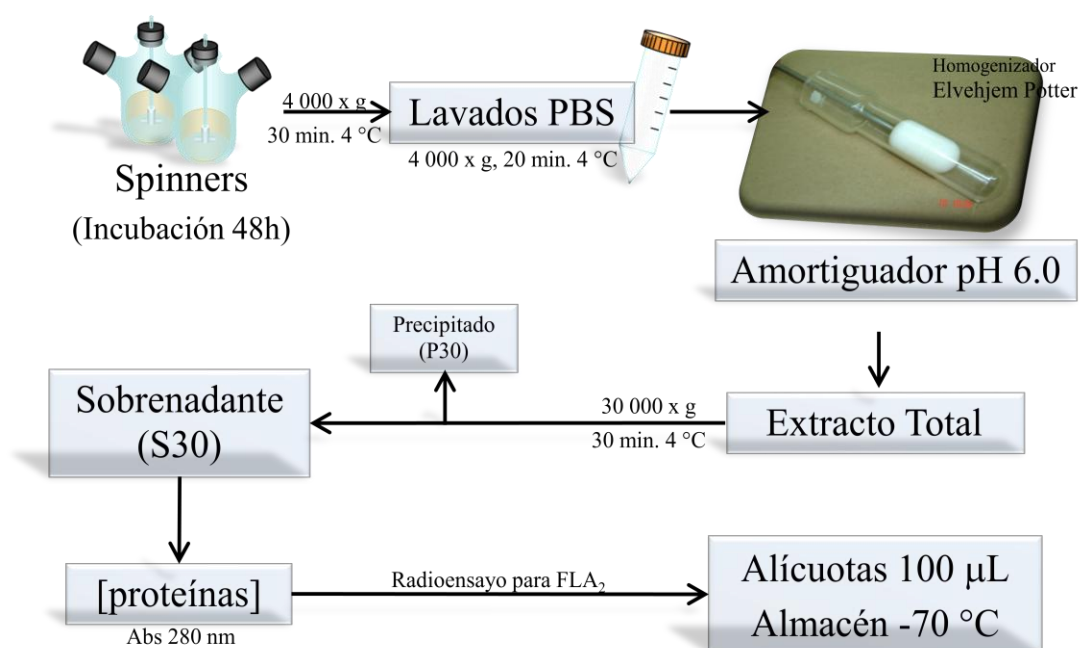 Spinners
(Incubación 48h)
4 000 x g
30 min. 4 °C
Lavados PBS
4 000 x g, 20 min. 4 °C
Homogenizador
Elvehjem Potter
Amortiguador pH 6.0
Extracto Total
30 000 x g
30 min. 4 °C
Precipitado
(P30)
Sobrenadante
(S30)
[proteínas]
Abs 280 nm
Radioensayo para FLA₂
Alícuotas 100 μL
Almacén -70 °C